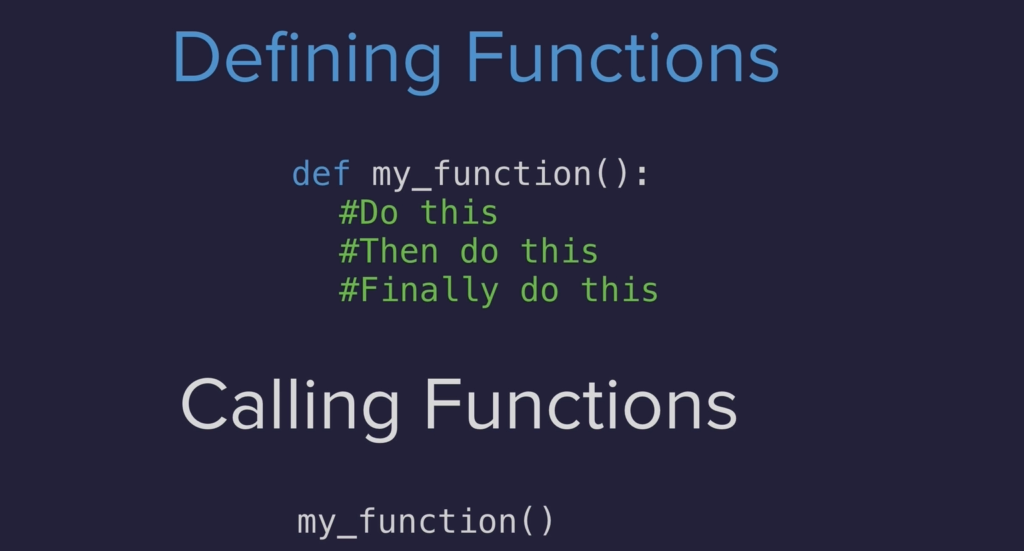 Defining Functions
def my_function():
#Do this
#Then do this
#Finally do this
Calling Functions
my_function()